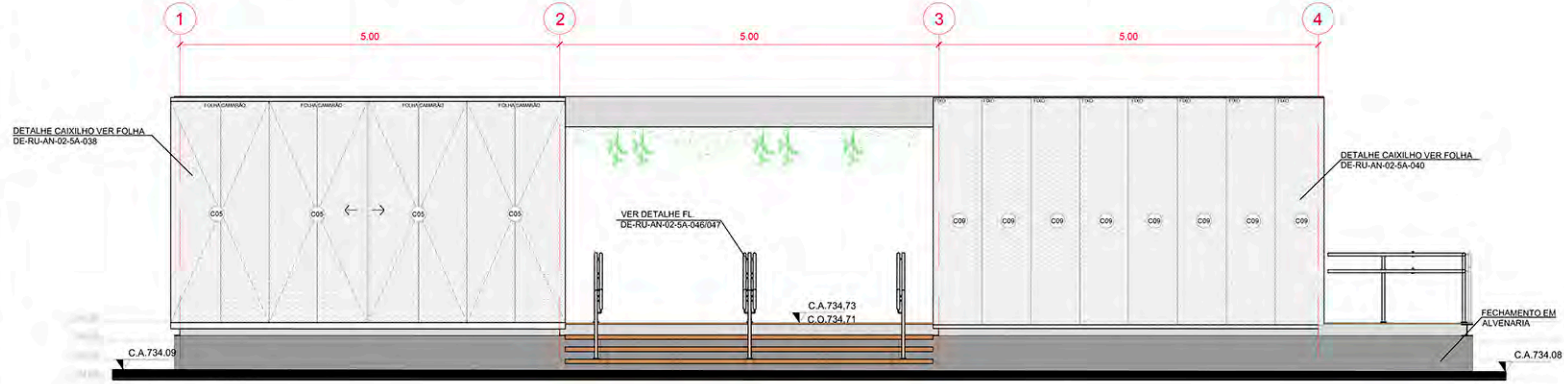 1
2
3
4
5.00
5.00
5.00
FOLHA CAMARÃO
FOLHA CAMARÃO
FOLHA CAMARÃO
FOLHA CAMARÃO
FIXO
FIXO
FIXO
FIXO
FIXO
FIXO
FIXO
FIXO
DETALHE CAIXILHO VER FOLHA
DE-RU-AN-02-5A-038
DETALHE CAIXILHO VER FOLHA
DE-RU-AN-02-5A-040
C05
C05
C05
C05
VER DETALHE FL.
DE-RU-AN-02-5A-046/047
C09
C09
C09
C09
C09
C09
C09
C09
C.A.734,73
C.O.734,71
FECHAMENTO EM
ALVENARIA
C.A.734.09
C.A.734.08